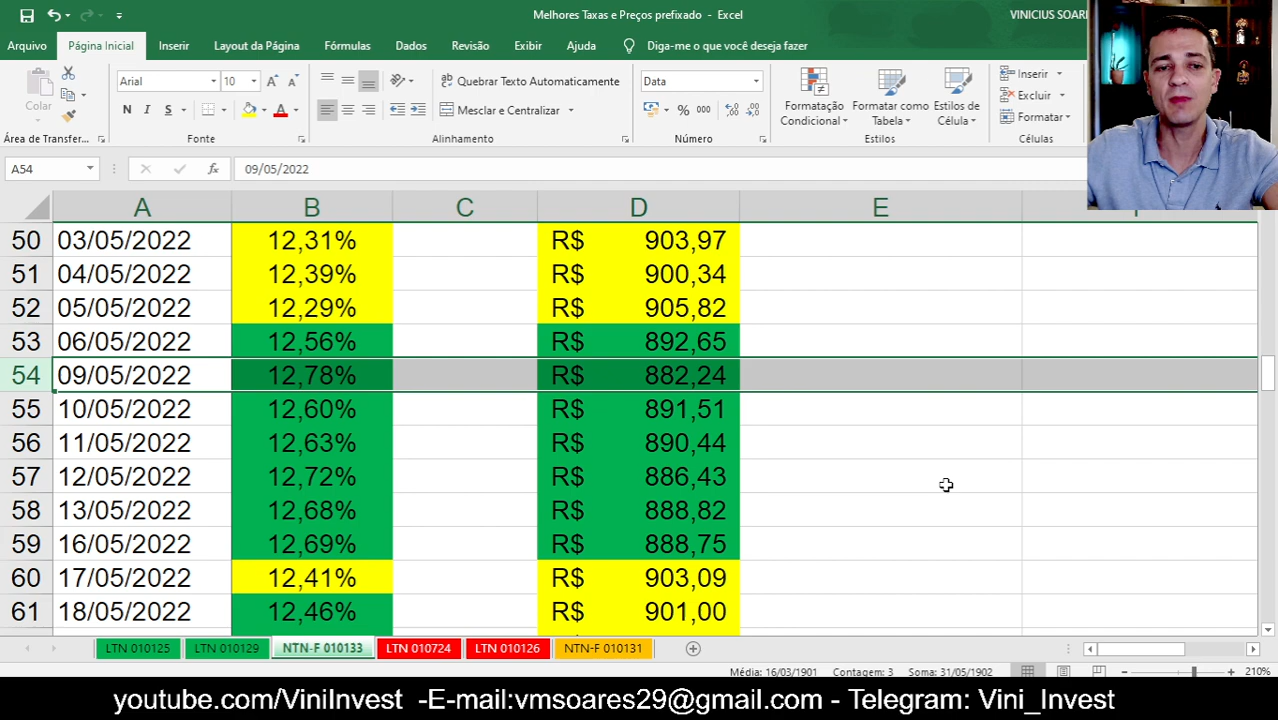 Melhores Taxas e Preços prefixado - Excel
VINICIUS SOAR
Arquivo Página Inicial Inserir Layout da Página Fórmulas Dados Revisão Exibir Ajuda Diga-me o que você deseja fazer
Colar
Arial 10
N I S
Quebrar Texto Automaticamente
Mesclar e Centralizar
Data
% 000
Formatação Condicional
Formatar como Tabela
Estilos de Célula
Inserir
Excluir
Formatar
Área de Transfer... Fonte Alinhamento Número Estilos Células
A54 fx 09/05/2022
A B C D E
50 03/05/2022 12,31% R$ 903,97
51 04/05/2022 12,39% R$ 900,34
52 05/05/2022 12,29% R$ 905,82
53 06/05/2022 12,56% R$ 892,65
54 09/05/2022 12,78% R$ 882,24
55 10/05/2022 12,60% R$ 891,51
56 11/05/2022 12,63% R$ 890,44
57 12/05/2022 12,72% R$ 886,43
58 13/05/2022 12,68% R$ 888,82
59 16/05/2022 12,69% R$ 888,75
60 17/05/2022 12,41% R$ 903,09
61 18/05/2022 12,46% R$ 901,00
LTN 010125 LTN 010129 NTN-F 010133 LTN 010724 LTN 010126 NTN-F 010131
Média: 16/03/1901 Contagem: 3 Soma: 31/05/1902 210%
youtube.com/ViniInvest -E-mail:vmsoares29@gmail.com - Telegram: Vini_Invest